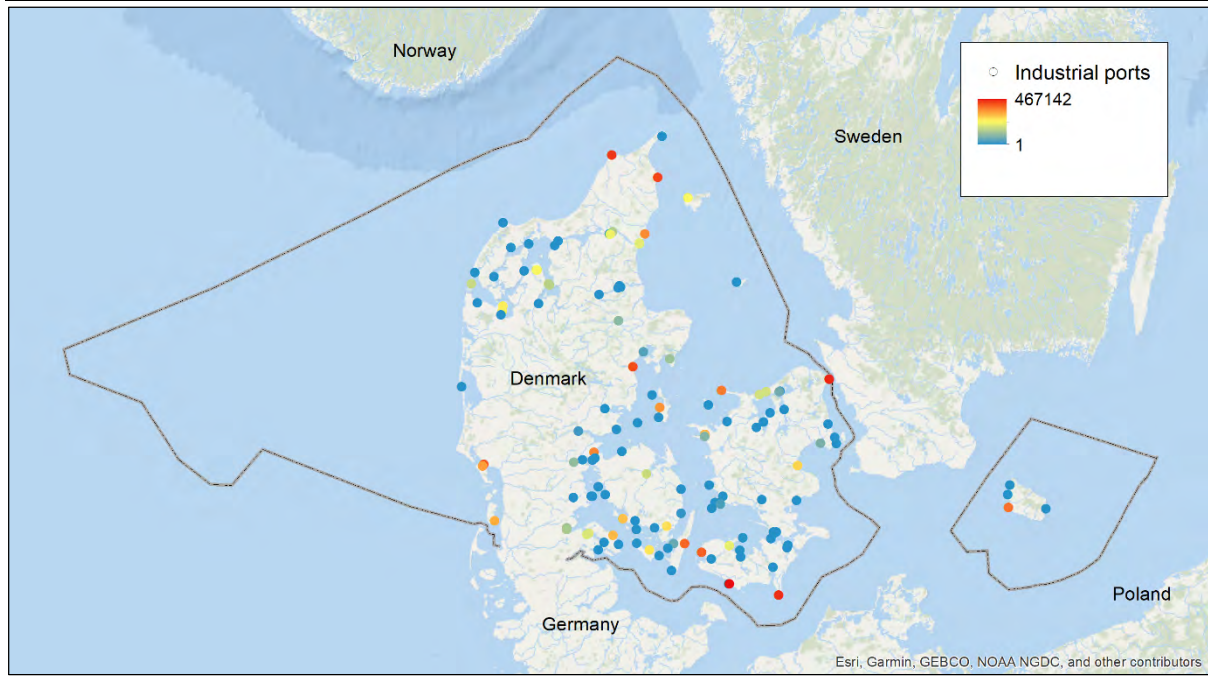 Norway
Industrial ports
467142
1
Sweden
Denmark
Germany
Poland
Esri, Garmin, GEBCO, NOAA NGDC, and other contributors